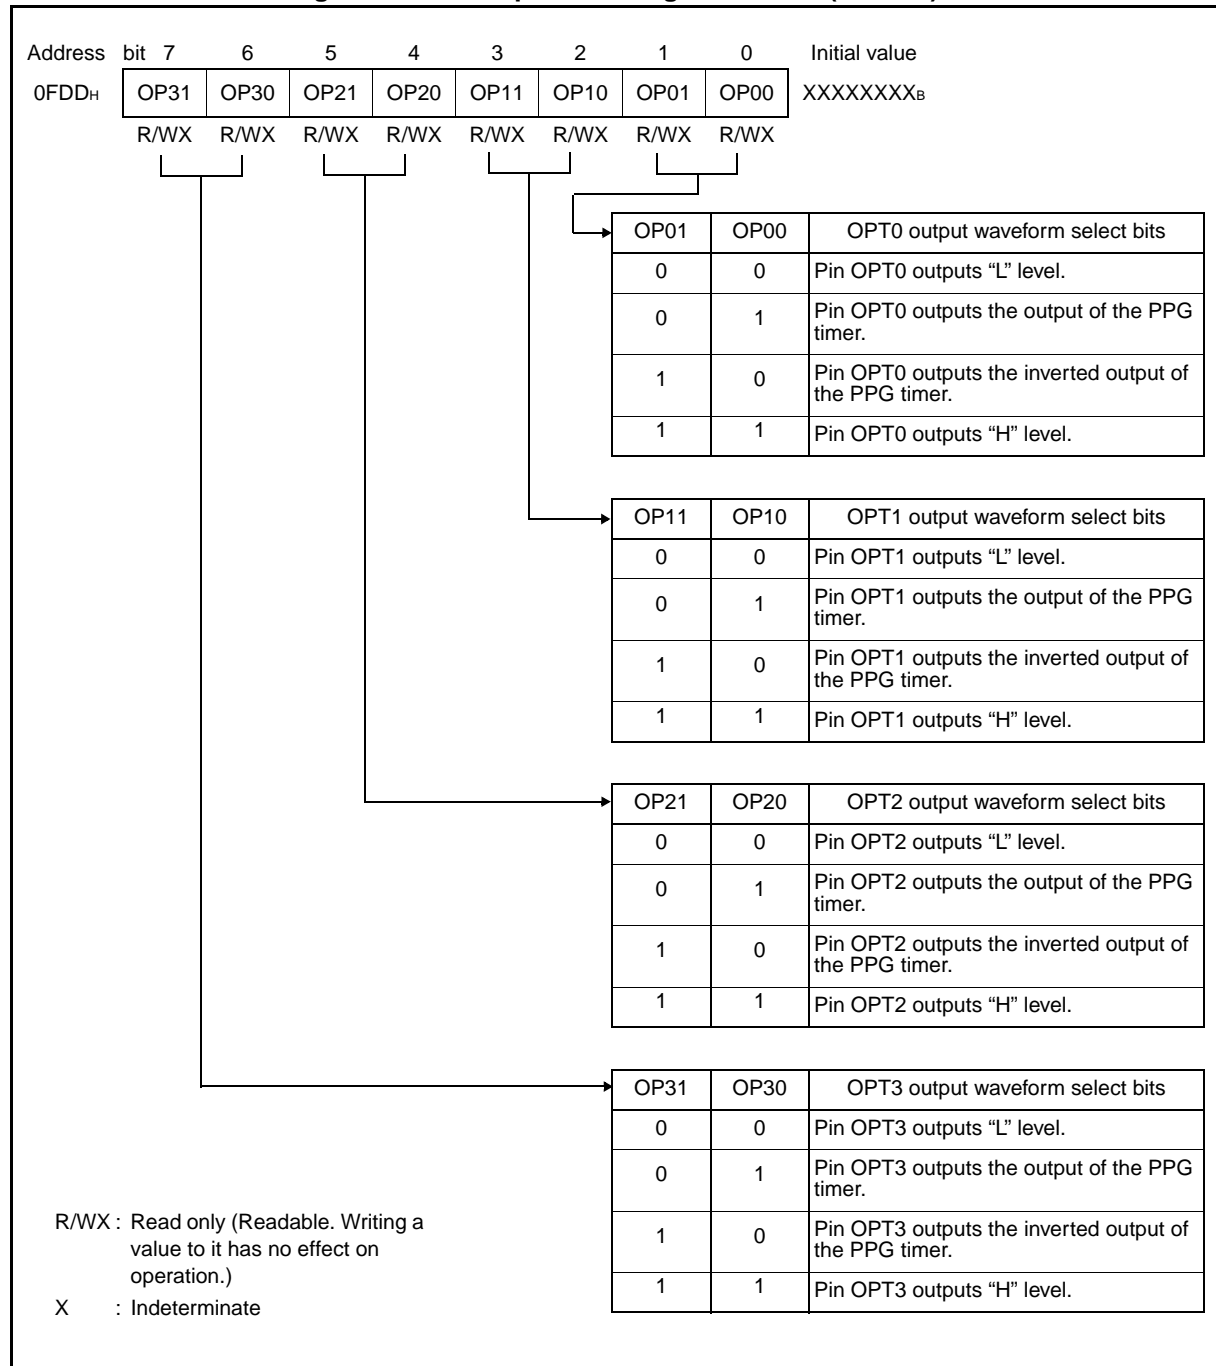 Address bit 7 6 5 4 3 2 1 0 Initial value
0FDDH OP31 OP30 OP21 OP20 OP11 OP10 OP01 OP00 XXXXXXXXB
R/WX R/WX R/WX R/WX R/WX R/WX R/WX R/WX
OP01 OP00 OPT0 output waveform select bits
0 0 Pin OPT0 outputs “L” level.
0 1 Pin OPT0 outputs the output of the PPG
timer.
1 0 Pin OPT0 outputs the inverted output of
the PPG timer.
1 1 Pin OPT0 outputs “H” level.
OP11 OP10 OPT1 output waveform select bits
0 0 Pin OPT1 outputs “L” level.
0 1 Pin OPT1 outputs the output of the PPG
timer.
1 0 Pin OPT1 outputs the inverted output of
the PPG timer.
1 1 Pin OPT1 outputs “H” level.
OP21 OP20 OPT2 output waveform select bits
0 0 Pin OPT2 outputs “L” level.
0 1 Pin OPT2 outputs the output of the PPG
timer.
1 0 Pin OPT2 outputs the inverted output of
the PPG timer.
1 1 Pin OPT2 outputs “H” level.
OP31 OP30 OPT3 output waveform select bits
0 0 Pin OPT3 outputs “L” level.
0 1 Pin OPT3 outputs the output of the PPG
timer.
1 0 Pin OPT3 outputs the inverted output of
the PPG timer.
1 1 Pin OPT3 outputs “H” level.
R/WX : Read only (Readable. Writing a
value to it has no effect on
operation.)
X : Indeterminate